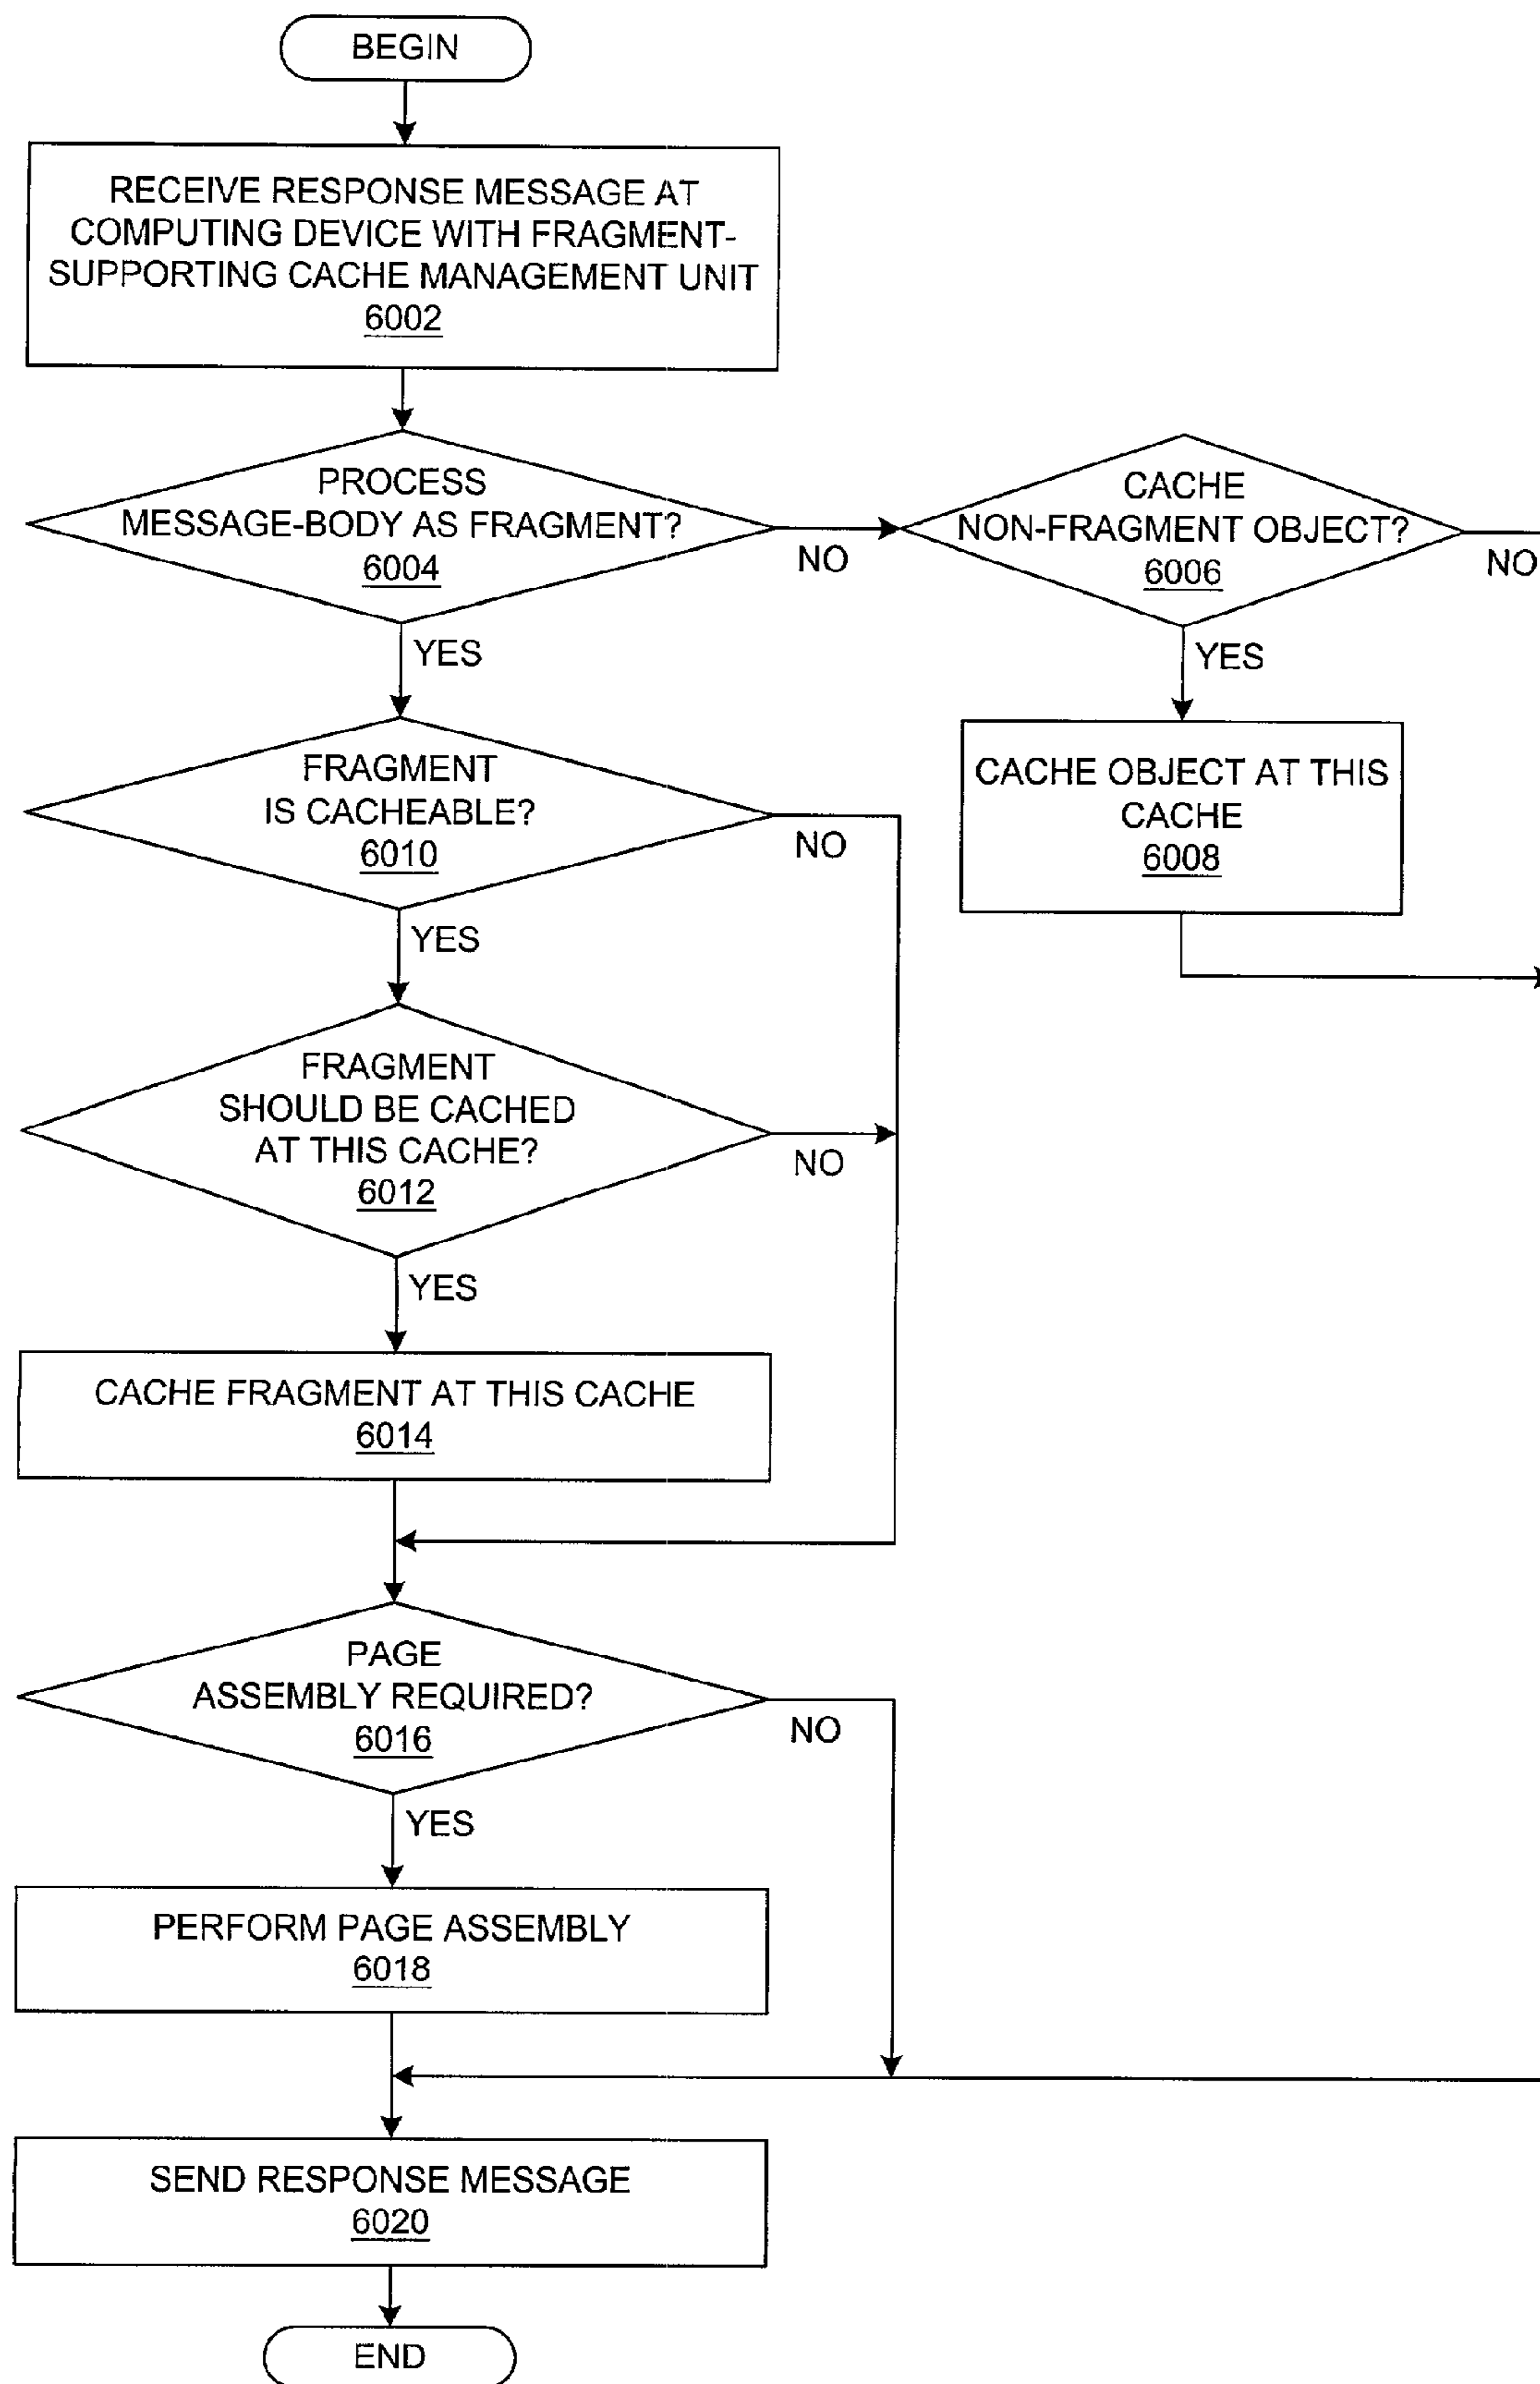 BEGIN
RECEIVE RESPONSE MESSAGE AT
COMPUTING DEVICE WITH FRAGMENT-
SUPPORTING CACHE MANAGEMENT UNIT
6002
PROCESS
MESSAGE-BODY AS FRAGMENT?
6004
NO
YES
CACHE
NON-FRAGMENT OBJECT?
6006
NO
YES
CACHE OBJECT AT THIS
CACHE
6008
FRAGMENT
IS CACHEABLE?
6010
NO
YES
FRAGMENT
SHOULD BE CACHED
AT THIS CACHE?
6012
NO
YES
CACHE FRAGMENT AT THIS CACHE
6014
PAGE
ASSEMBLY REQUIRED?
6016
NO
YES
PERFORM PAGE ASSEMBLY
6018
SEND RESPONSE MESSAGE
6020
END